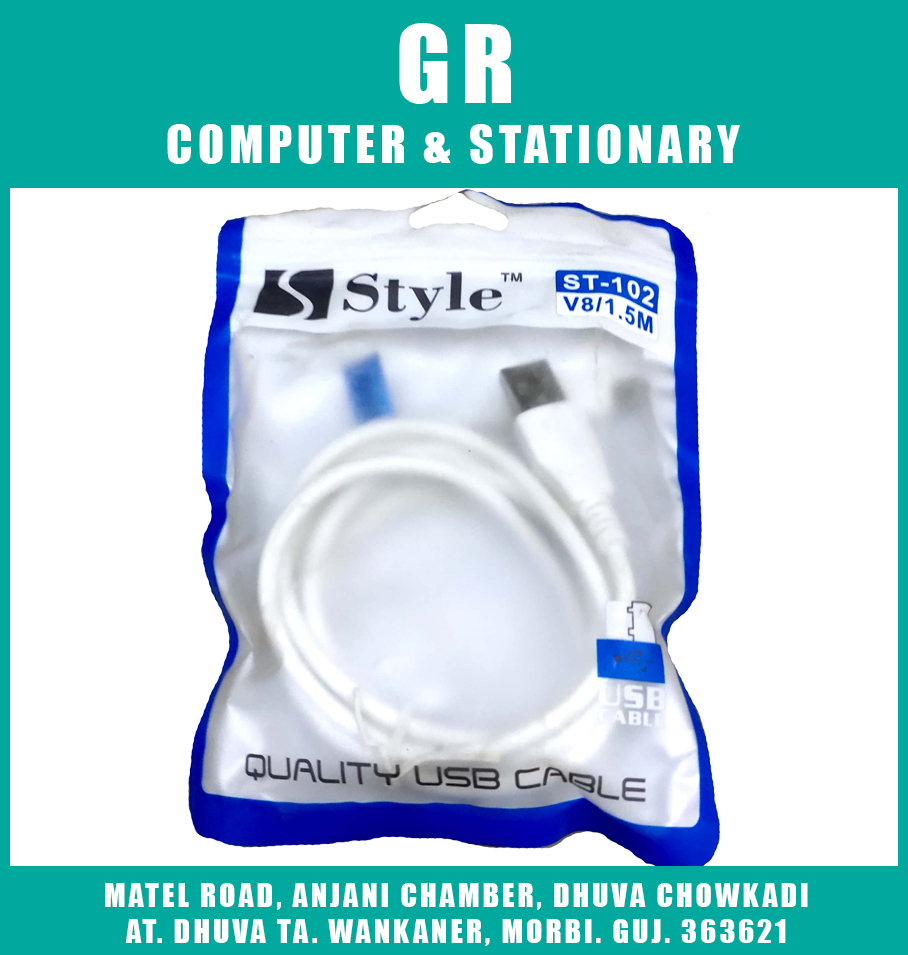 GR
COMPUTER & STATIONARY
Style™
ST-102
V8/1.5M
USB
CABLE
QUALITY USB CABLE
MATEL ROAD, ANJANI CHAMBER, DHUVA CHOWKADI
AT. DHUVA TA. WANKANER, MORBI. GUJ. 363621